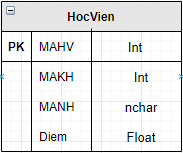 HocVien
PK MAHV Int
MAKH Int
MANH nchar
Diem Float